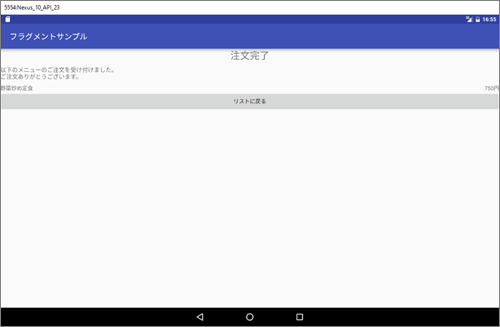 5554:Nexus_10_API_23
16:55
フラグメントサンプル
注文完了
以下のメニューのご注文を受け付けました。
ご注文ありがとうございます。
野菜炒め定食 750円
リストに戻る